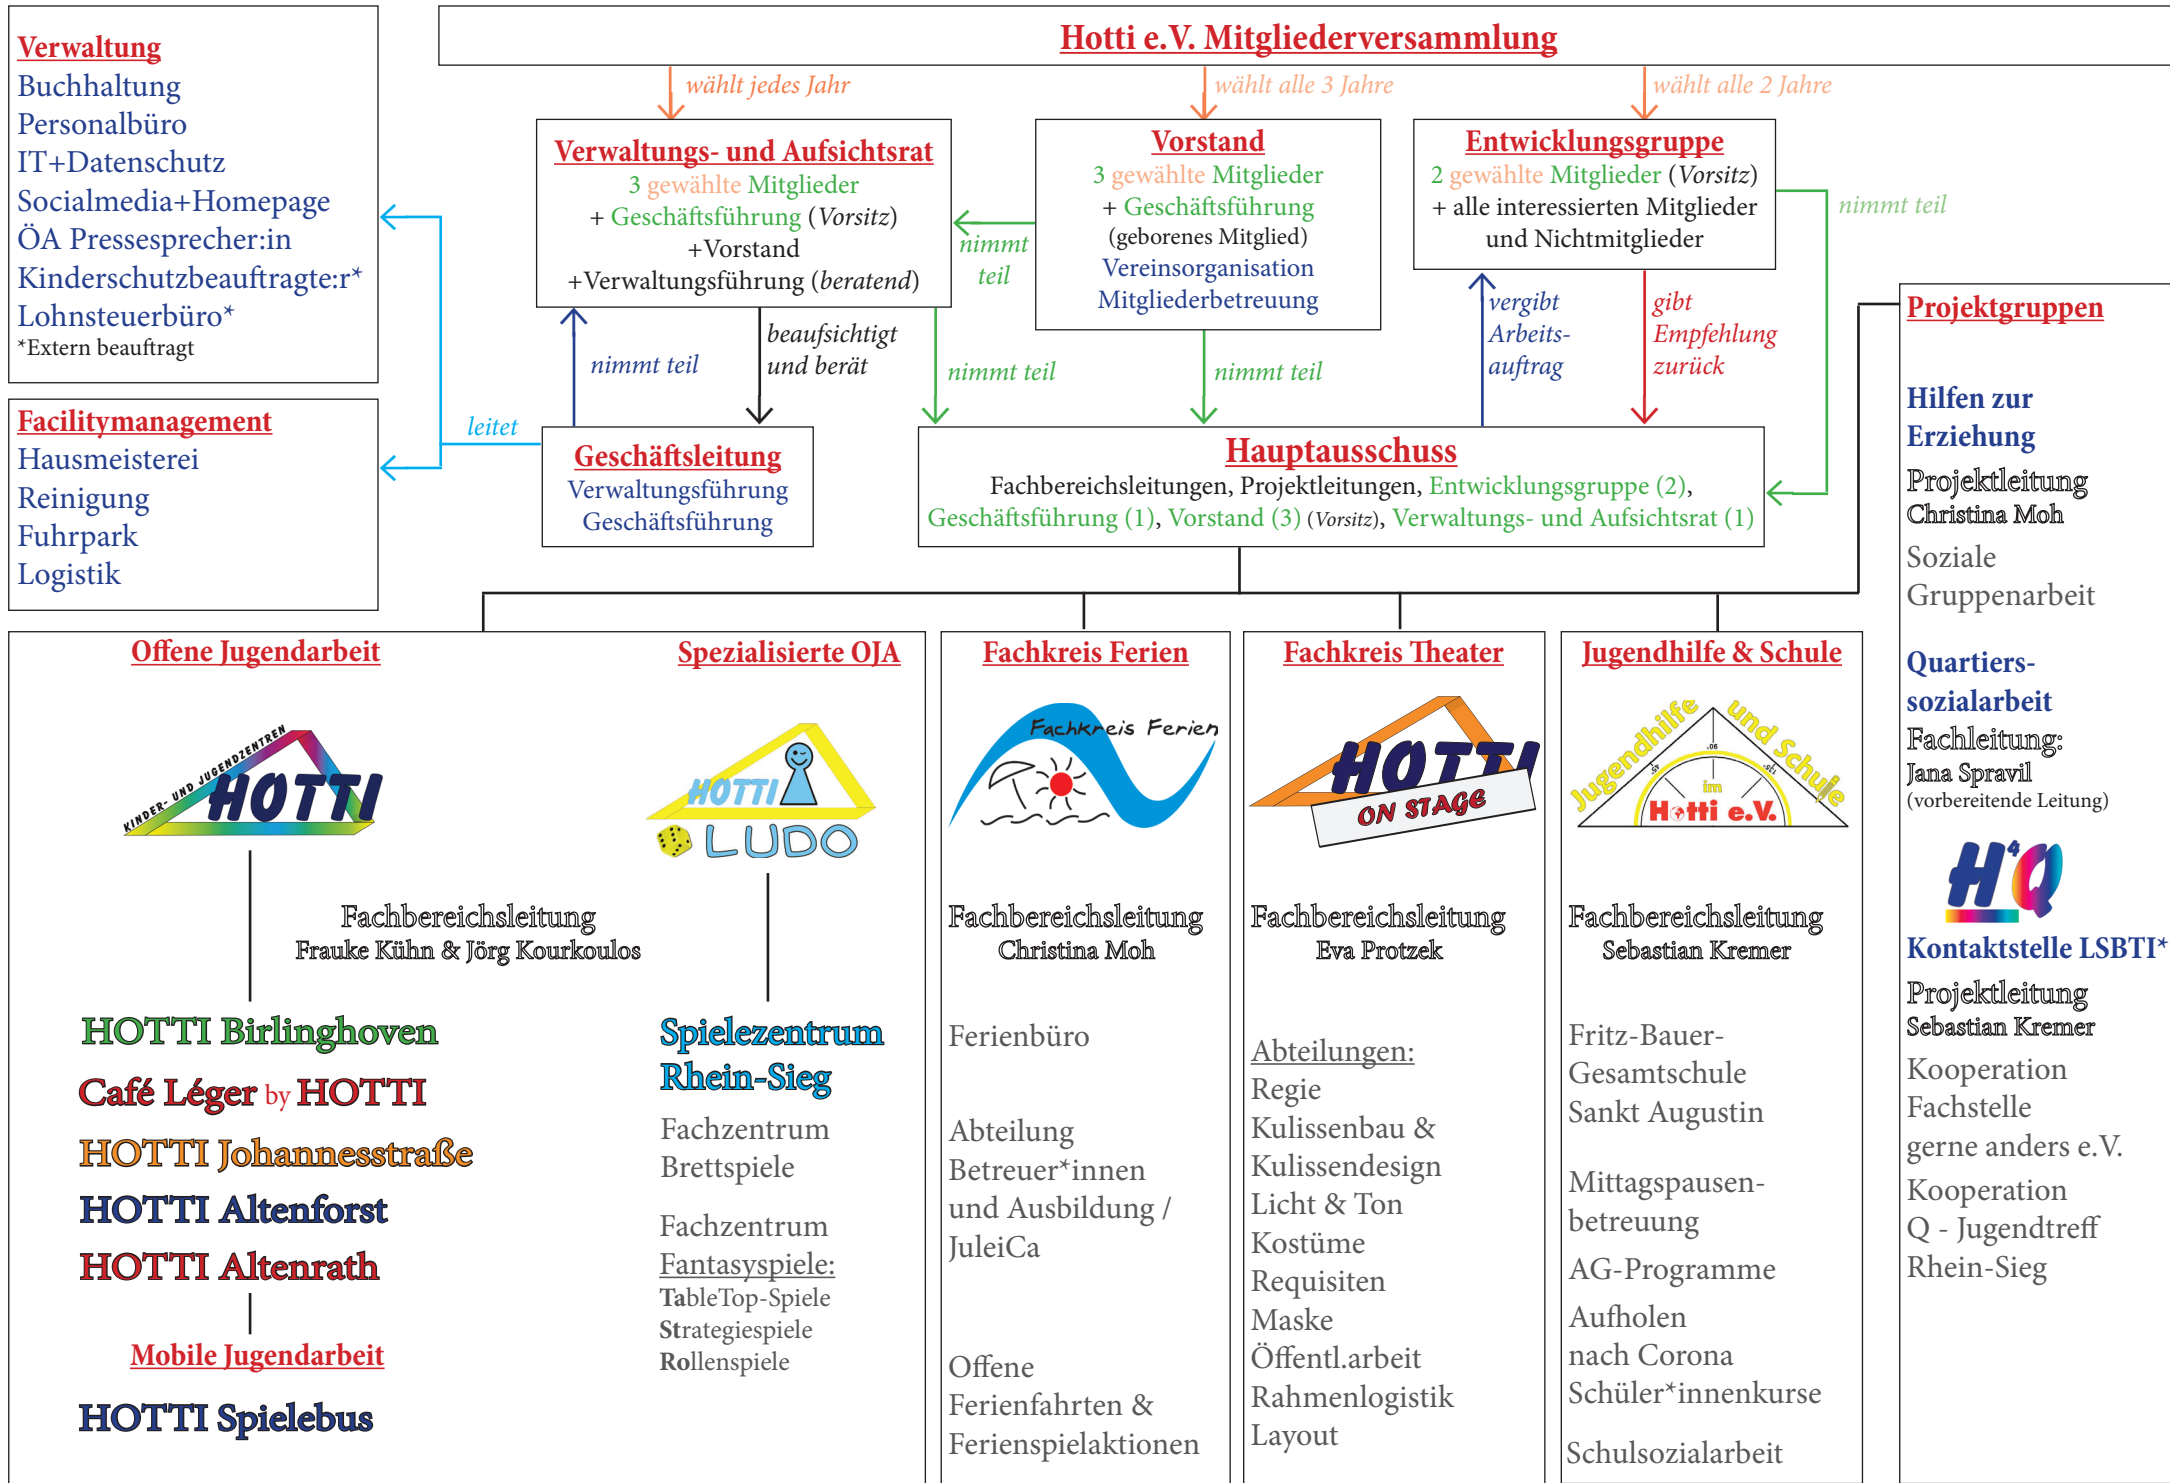 Verwaltung
Buchhaltung
Personalbüro
IT+Datenschutz
Socialmedia+Homepage
ÖA Pressesprecher:in
Kinderschutzbeauftragte:r*
Lohnsteuerbüro*
*Extern beauftragt
Facilitymanagement
Hausmeisterei
Reinigung
Fuhrpark
Logistik
Hotti e.V. Mitgliederversammlung
wählt jedes Jahr
wählt alle 3 Jahre
wählt alle 2 Jahre
Verwaltungs- und Aufsichtsrat
3 gewählte Mitglieder
+ Geschäftsführung (Vorsitz)
+Vorstand
+Verwaltungsführung (beratend)
nimmt
teil
Vorstand
3 gewählte Mitglieder
+ Geschäftsführung
(geborenes Mitglied)
Vereinsorganisation
Mitgliederbetreuung
Entwicklungsgruppe
2 gewählte Mitglieder (Vorsitz)
+ alle interessierten Mitglieder
und Nichtmitglieder
nimmt teil
nimmt teil
beaufsichtigt
und berät
nimmt teil
nimmt teil
vergibt
Arbeits-
auftrag
gibt
Empfehlung
zurück
leitet
Geschäftsleitung
Verwaltungsführung
Geschäftsführung
Hauptausschuss
Fachbereichsleitungen, Projektleitungen, Entwicklungsgruppe (2),
Geschäftsführung (1), Vorstand (3) (Vorsitz), Verwaltungs- und Aufsichtsrat (1)
Offene Jugendarbeit
KINDER- UND JUGENDZENTREN
HOTTI
Spezialisierte OJA
HOTTI
LUDO
Fachbereichsleitung
Frauke Kühn & Jörg Kourkoulos
HOTTI Birlinghoven
Café Léger by HOTTI
HOTTI Johannesstraße
HOTTI Altenforst
HOTTI Altenrath
Mobile Jugendarbeit
HOTTI Spielebus
Spielezentrum
Rhein-Sieg
Fachzentrum
Brettspiele
Fachzentrum
Fantasyspiele:
TableTop-Spiele
Strategiespiele
Rollenspiele
Fachkreis Ferien
Fachkreis Ferien
Fachbereichsleitung
Christina Moh
Ferienbüro
Abteilung
Betreuer*innen
und Ausbildung /
JuleiCa
Offene
Ferienfahrten &
Ferienspielaktionen
Fachkreis Theater
HOTTI
ON STAGE
Fachbereichsleitung
Eva Protzek
Abteilungen:
Regie
Kulissenbau &
Kulissendesign
Licht & Ton
Kostüme
Requisiten
Maske
Öffentl.arbeit
Rahmenlogistik
Layout
Jugendhilfe & Schule
Jugendhilfe und Schule
im
Hotti e.V.
Fachbereichsleitung
Sebastian Kremer
Fritz-Bauer-
Gesamtschule
Sankt Augustin
Mittagspausen-
betreuung
AG-Programme
Aufholen
nach Corona
Schüler*innenkurse
Schulsozialarbeit
Projektgruppen
Hilfen zur
Erziehung
Projektleitung
Christina Moh
Soziale
Gruppenarbeit
Quartiers-
sozialarbeit
Fachleitung:
Jana Spravil
(vorbereitende Leitung)
H4Q
Kontaktstelle LSBTI*
Projektleitung
Sebastian Kremer
Kooperation
Fachstelle
gerne anders e.V.
Kooperation
Q - Jugendtreff
Rhein-Sieg